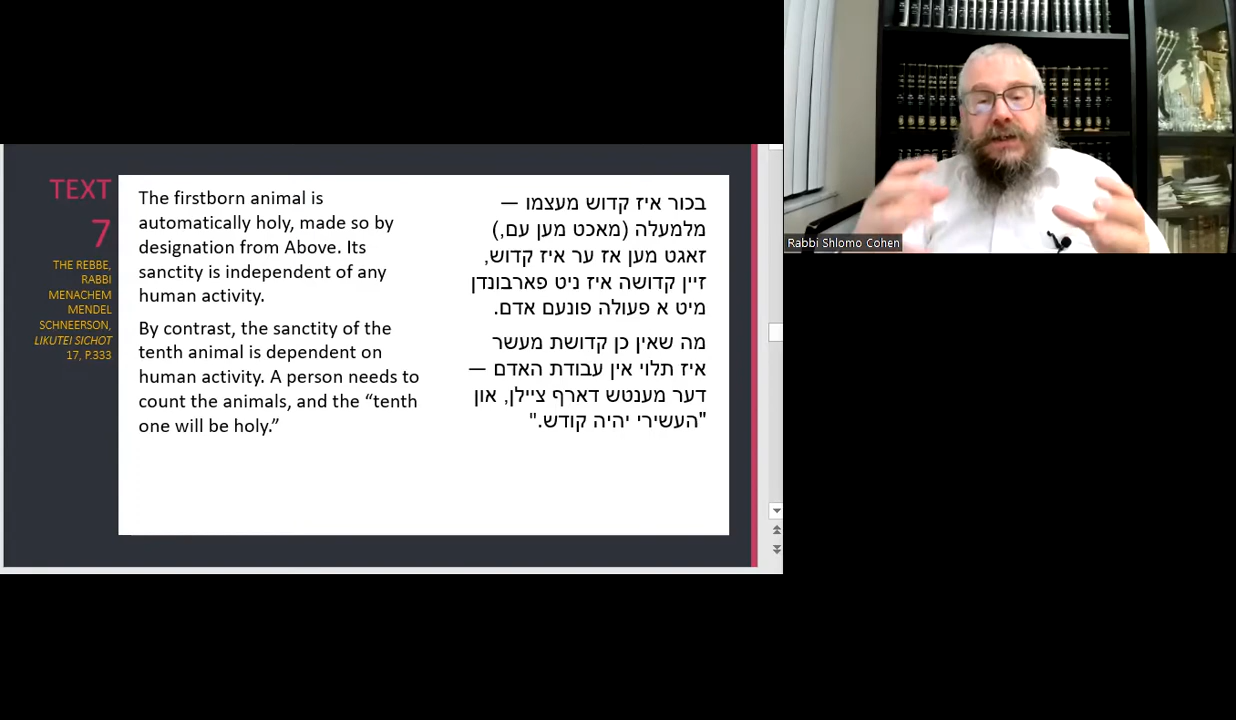 TEXT
7
THE REBBE,
RABBI
MENACHEM
MENDEL
SCHNEERSON,
LIKUTEI SICHOT
17, P.333
The firstborn animal is
automatically holy, made so by
designation from Above. Its
sanctity is independent of any
human activity.
By contrast, the sanctity of the
tenth animal is dependent on
human activity. A person needs to
count the animals, and the “tenth
one will be holy.”
בכור איז קדוש מעצמו —
מלמעלה (מאכט מען עם,)
זאגט מען אז ער איז קדוש,
זיין קדושה איז ניט פארבונדן
מיט א פעולה פונעם אדם.
מה שאין כן קדושת מעשר
איז תלוי אין עבודת האדם —
דער מענטש דארף ציילן, און
"העשירי יהיה קודש."
Rabbi Shlomo Cohen